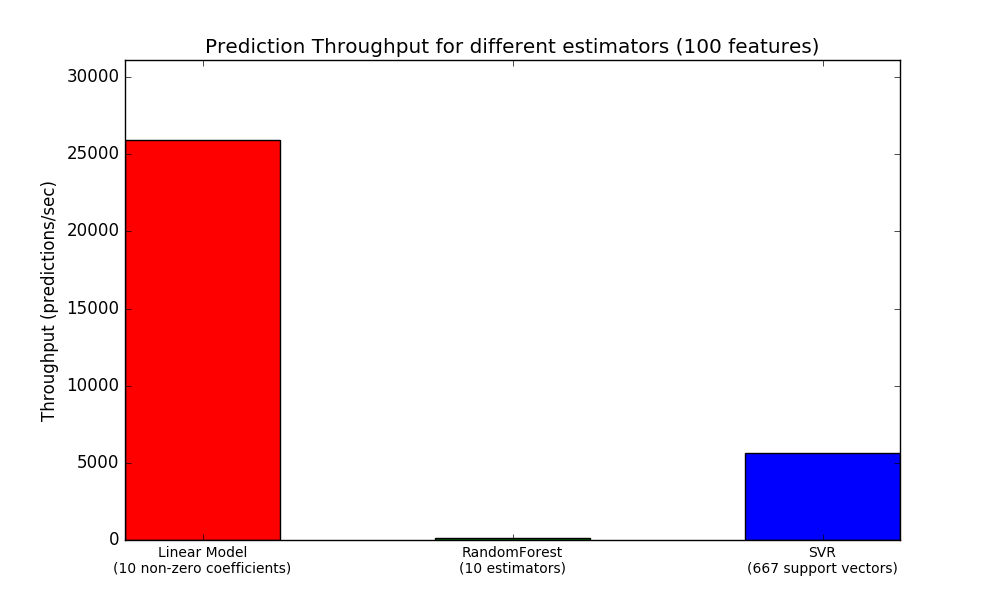 Prediction Throughput for different estimators (100 features)
Throughput (predictions/sec)
30000
25000
20000
15000
10000
5000
0
Linear Model
(10 non-zero coefficients)
RandomForest
(10 estimators)
SVR
(667 support vectors)